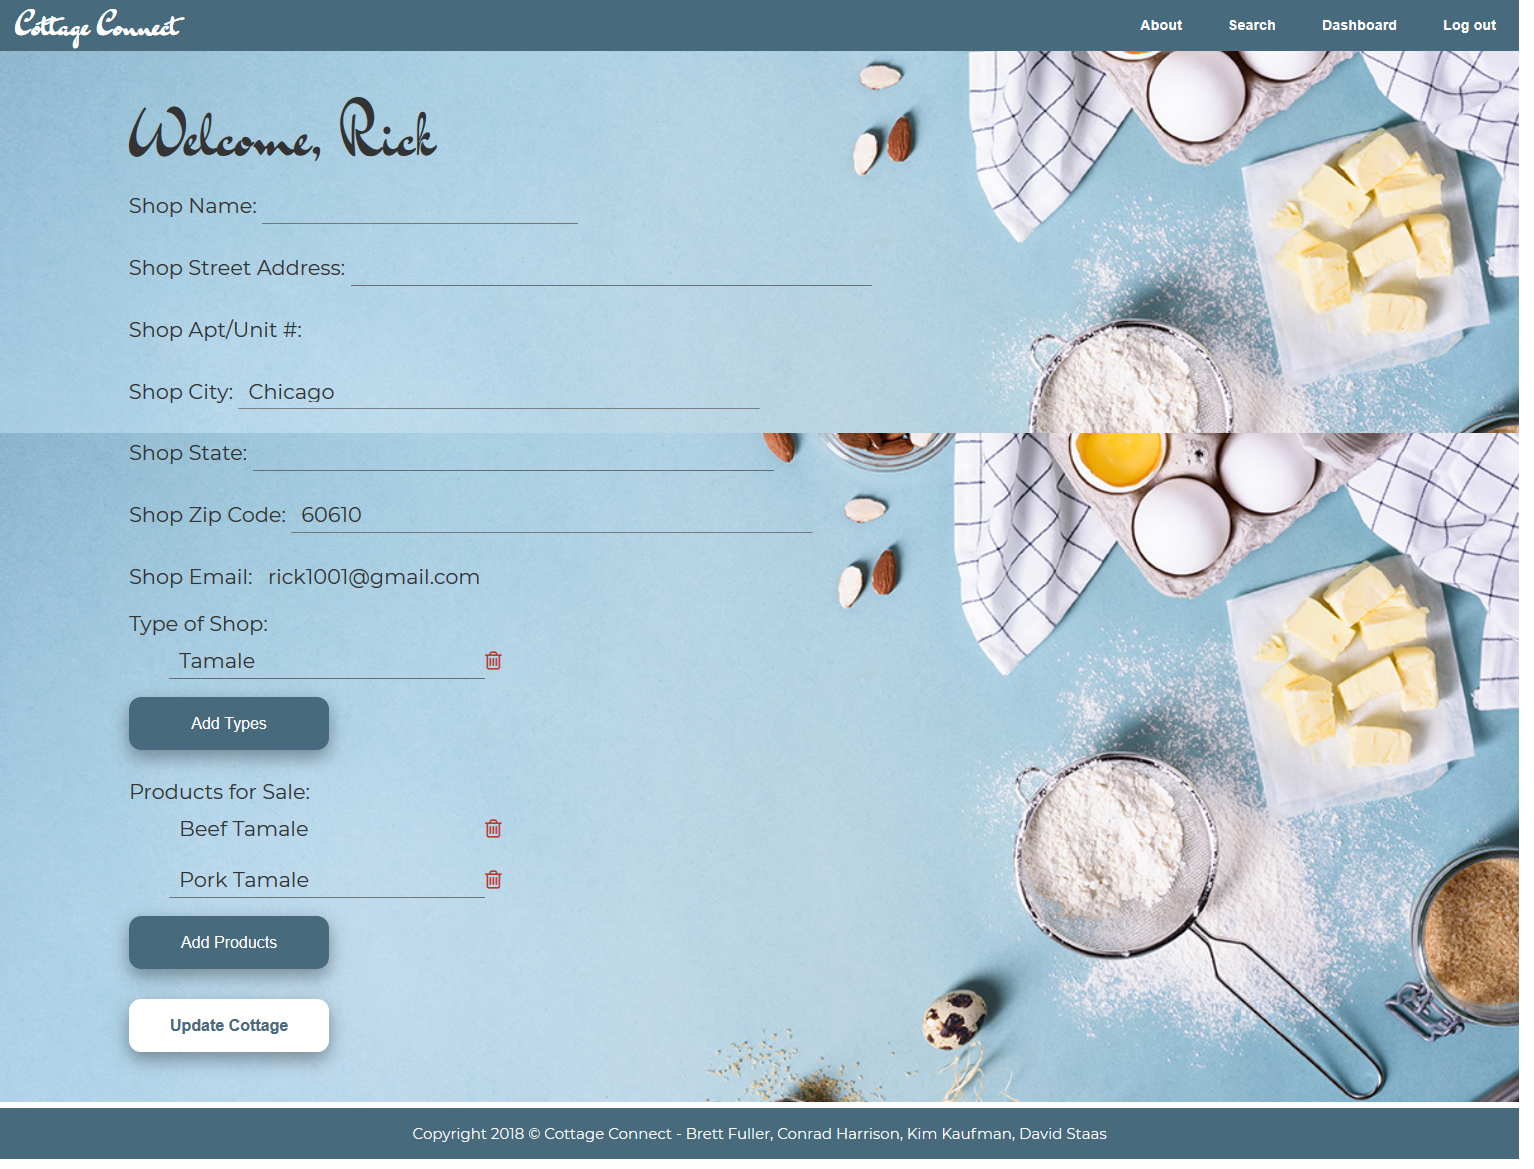 Cottage Connect
About Search Dashboard Log out
Welcome, Rick
Shop Name:
Shop Street Address:
Shop Apt/Unit #:
Shop City: Chicago
Shop State:
Shop Zip Code: 60610
Shop Email: rick1001@gmail.com
Type of Shop:
Tamale
Add Types
Products for Sale:
Beef Tamale
Pork Tamale
Add Products
Update Cottage
Copyright 2018 © Cottage Connect - Brett Fuller, Conrad Harrison, Kim Kaufman, David Staas